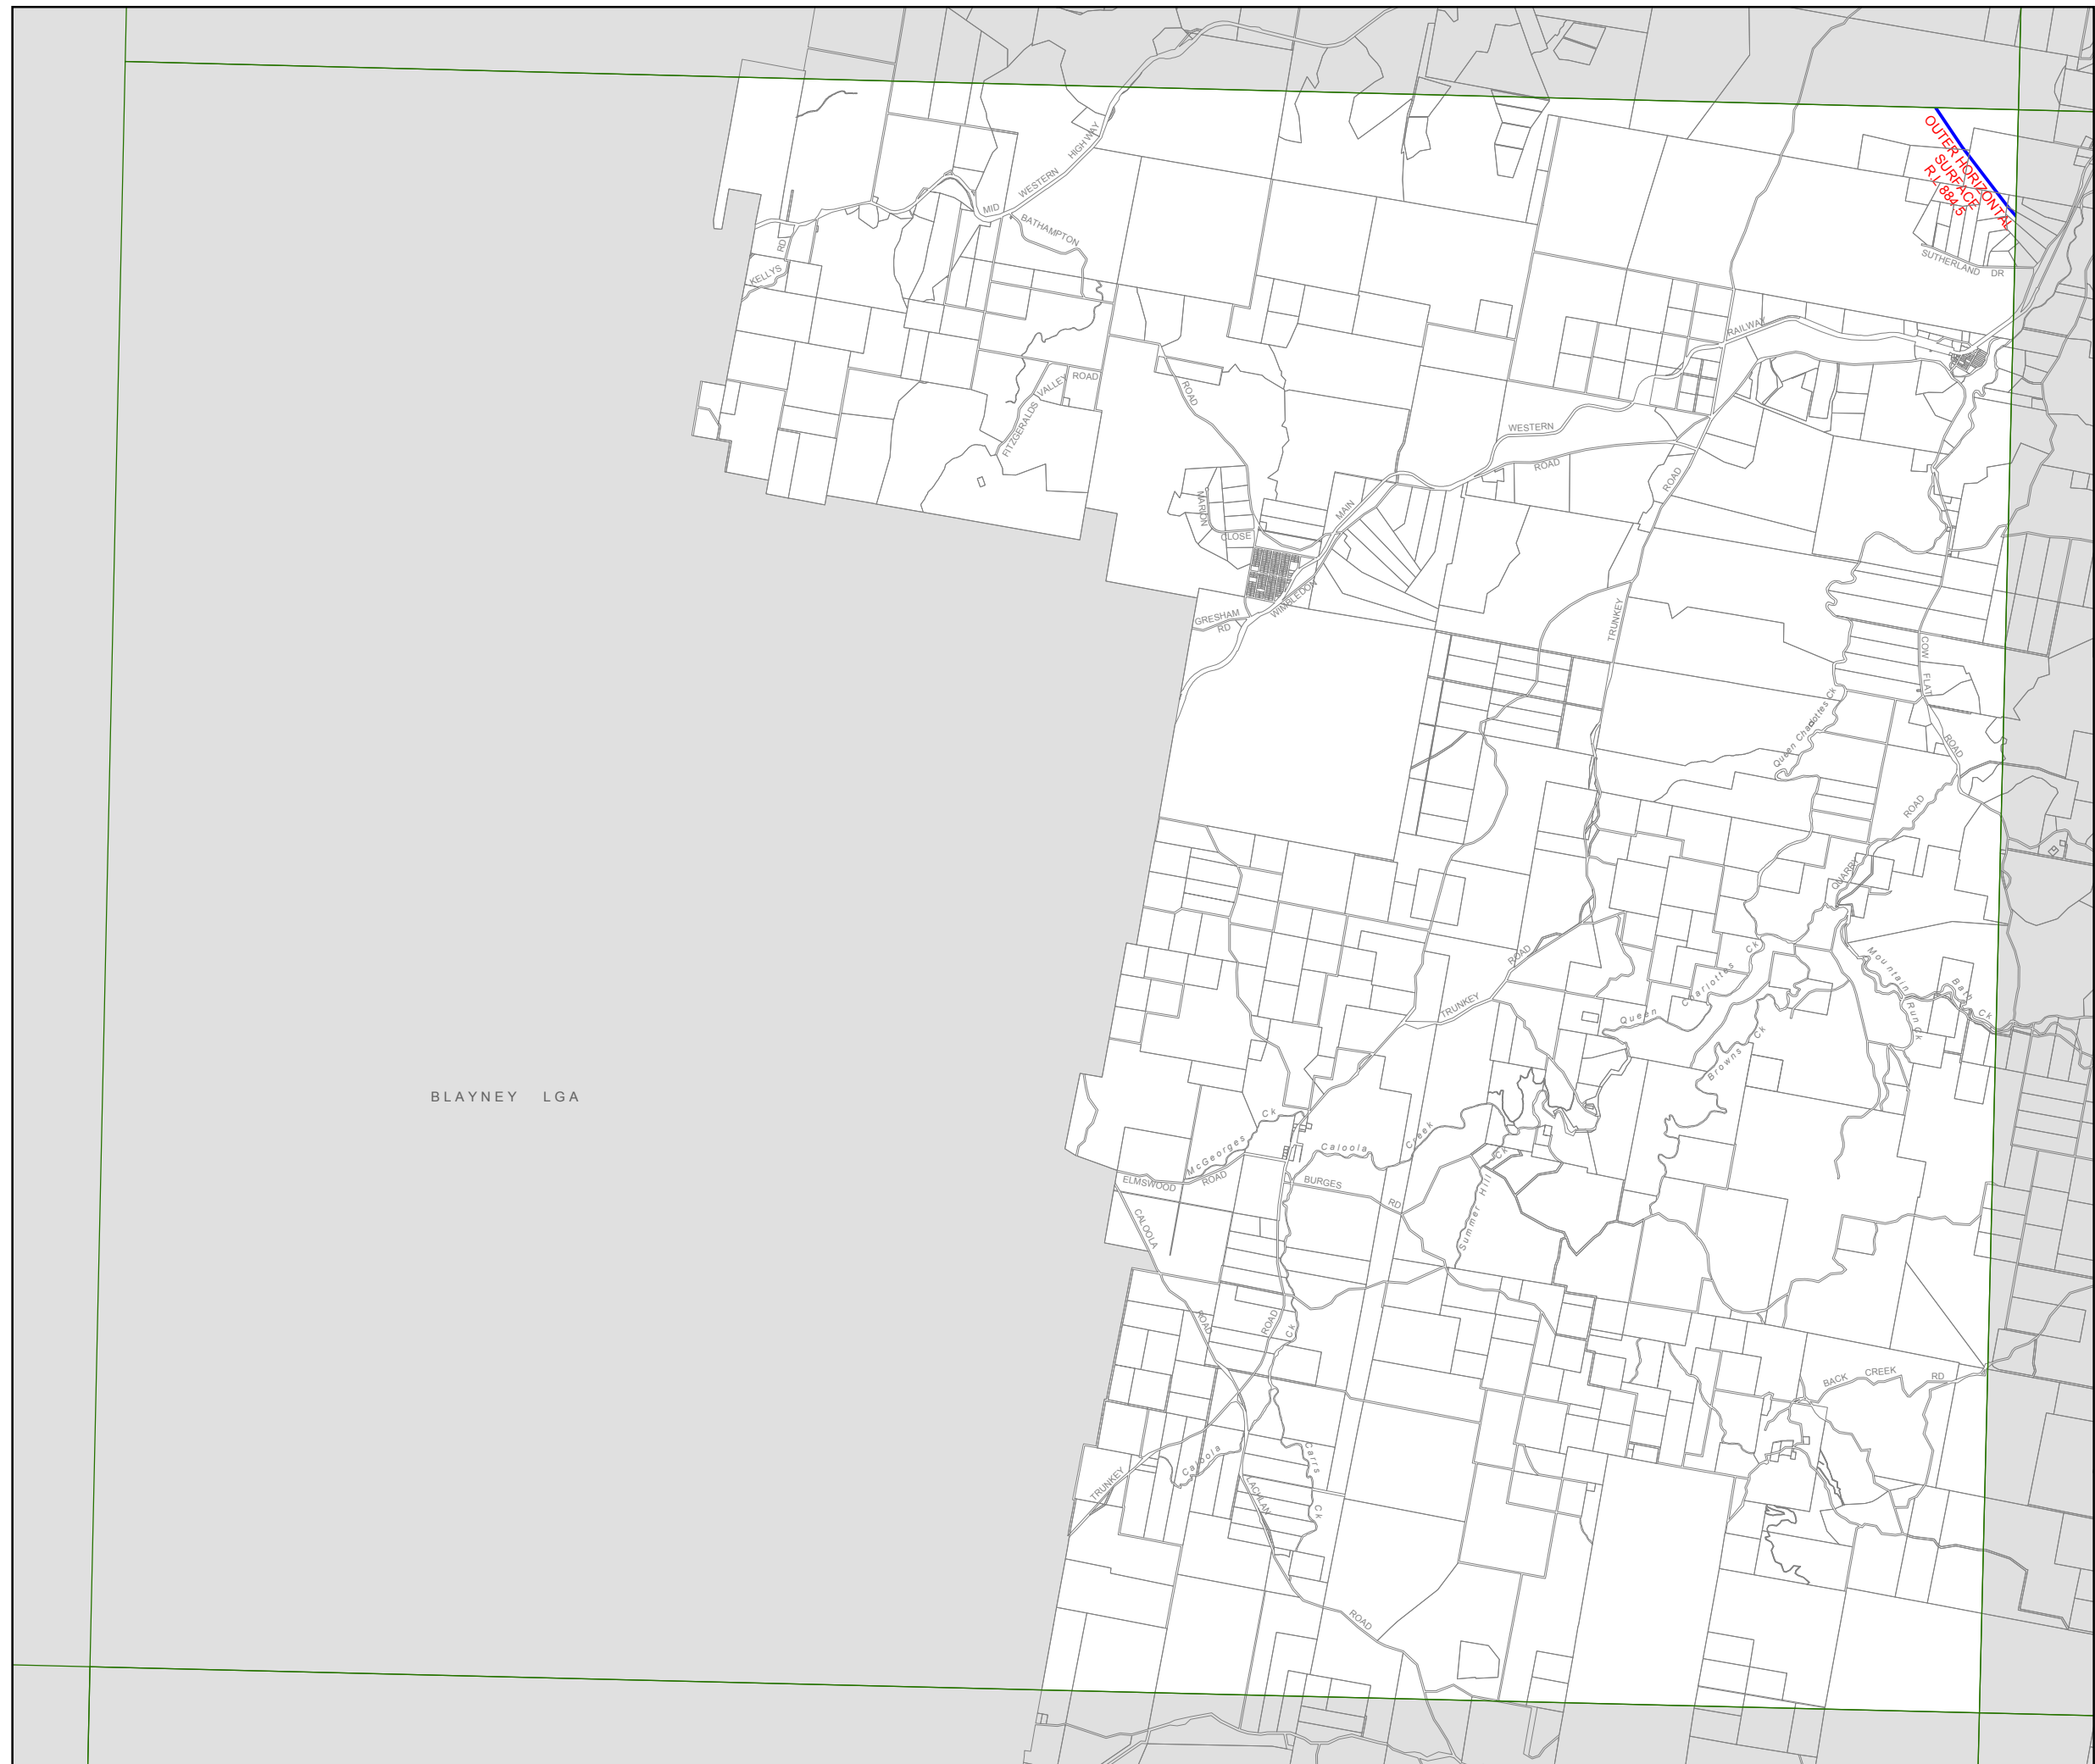 OUTER HORIZONTAL
SURFACE
R.L. 884.5
HIGHWAY
WESTERN
MID
BATHAMPTON
RD
KELLYS
SUTHERLAND DR
RAILWAY
VALLEY
ROAD
FITZGERALDS
ROAD
WESTERN
ROAD
ROAD
MARION
CLOSE
MAIN
WIMBLEDON
GRESHAM
RD
TRUNKEY
COW
FLAT
ROAD
Queen Charlottes Ck
ROAD
QUARRY
ROAD
TRUNKEY
Queen
Charlottes
Ck
Mountain
Run Ck
Bath
Ck
Browns
Ck
BLAYNEY LGA
McGeorges
Ck
Caloola
Creek
ELMSWOOD
ROAD
BURGES
RD
Summer Hill
Ck
CALOOLA
ROAD
ROAD
Ck
BACK
CREEK
RD
TRUNKEY
Caloola
Carrs
Ck
LACHLAN
ROAD